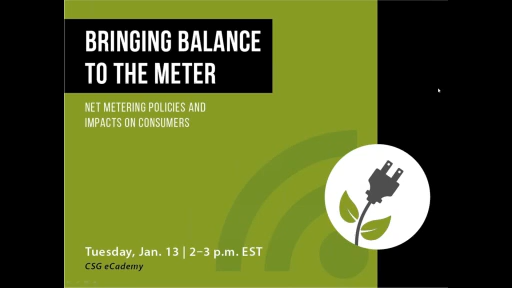 BRINGING BALANCE
TO THE METER
NET METERING POLICIES AND
IMPACTS ON CONSUMERS
Tuesday, Jan. 13 | 2–3 p.m. EST
CSG eCademy